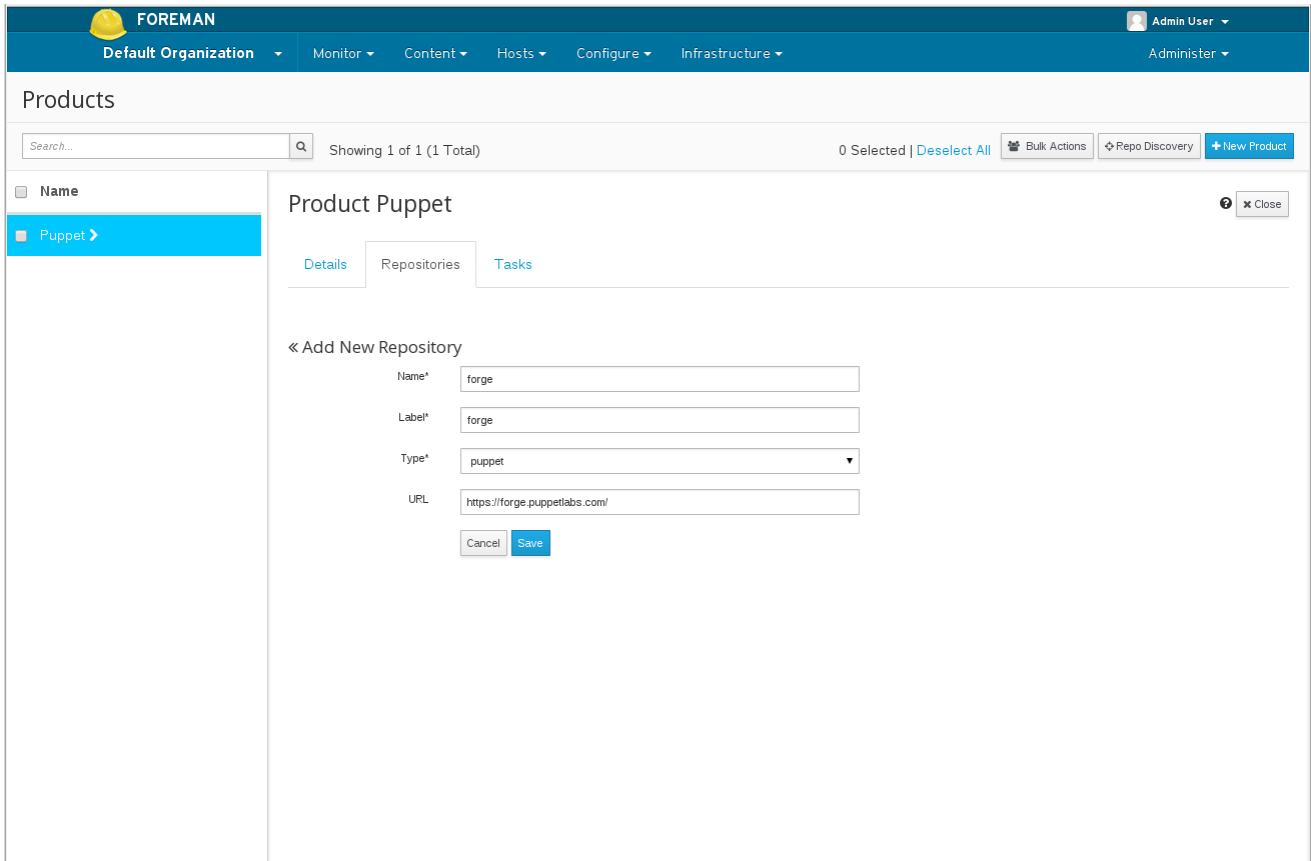 FOREMAN Admin User
Default Organization Monitor Content Hosts Configure Infrastructure Administer
Products
Search... Showing 1 of 1 (1 Total) 0 Selected | Deselect All Bulk Actions Repo Discovery +New Product
Name
Puppet
Product Puppet Close
Details Repositories Tasks
« Add New Repository
Name* forge
Label* forge
Type* puppet
URL https://forge.puppetlabs.com/
Cancel Save